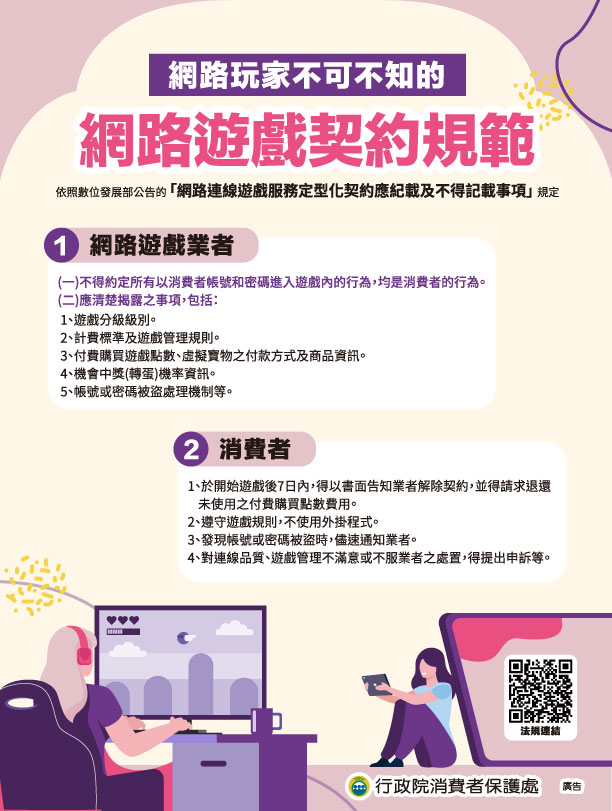 網路玩家不可不知的
網路遊戲契約規範
依照數位發展部公告的「網路連線遊戲服務定型化契約應紀載及不得記載事項」規定
1 網路遊戲業者
(一)不得約定所有以消費者帳號和密碼進入遊戲內的行為,均是消費者的行為。
(二)應清楚揭露之事項,包括:
1、遊戲分級級別。
2、計費標準及遊戲管理規則。
3、付費購買遊戲點數、虛擬寶物之付款方式及商品資訊。
4、機會中獎(轉蛋)機率資訊。
5、帳號或密碼被盜處理機制等。
2 消費者
1、於開始遊戲後7日內,得以書面告知業者解除契約,並得請求退還
未使用之付費購買點數費用。
2、遵守遊戲規則,不使用外掛程式。
3、發現帳號或密碼被盜時,儘速通知業者。
4、對連線品質、遊戲管理不滿意或不服業者之處置,得提出申訴等。
法規連結
行政院消費者保護處 廣告